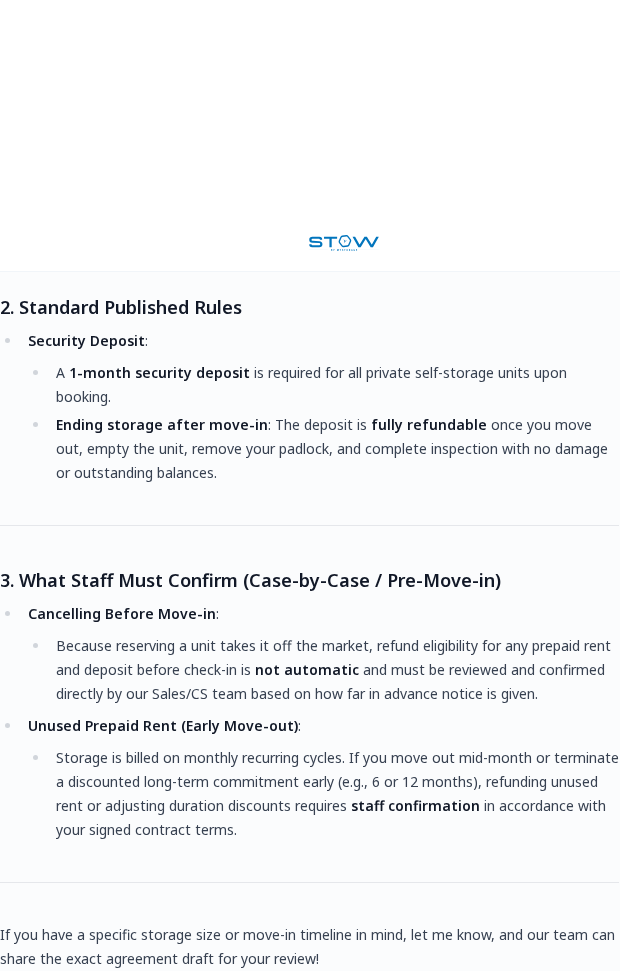 STOW
2. Standard Published Rules
Security Deposit:
A 1-month security deposit is required for all private self-storage units upon
booking.
Ending storage after move-in: The deposit is fully refundable once you move
out, empty the unit, remove your padlock, and complete inspection with no damage
or outstanding balances.
3. What Staff Must Confirm (Case-by-Case / Pre-Move-in)
Cancelling Before Move-in:
Because reserving a unit takes it off the market, refund eligibility for any prepaid rent
and deposit before check-in is not automatic and must be reviewed and confirmed
directly by our Sales/CS team based on how far in advance notice is given.
Unused Prepaid Rent (Early Move-out):
Storage is billed on monthly recurring cycles. If you move out mid-month or terminate
a discounted long-term commitment early (e.g., 6 or 12 months), refunding unused
rent or adjusting duration discounts requires staff confirmation in accordance with
your signed contract terms.
If you have a specific storage size or move-in timeline in mind, let me know, and our team can
share the exact agreement draft for your review!